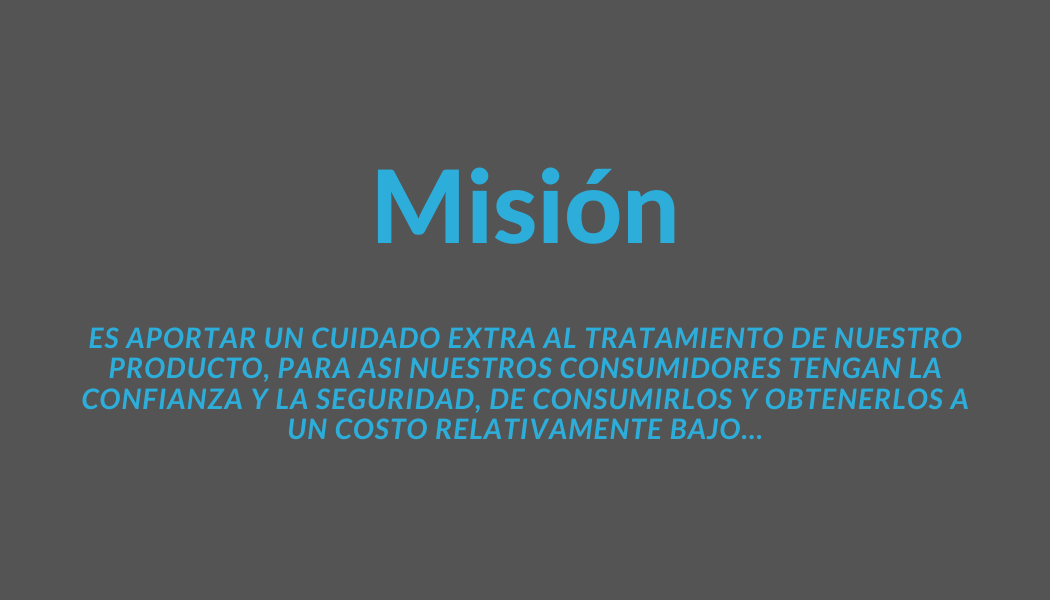 Misión
ES APORTAR UN CUIDADO EXTRA AL TRATAMIENTO DE NUESTRO
PRODUCTO, PARA ASI NUESTROS CONSUMIDORES TENGAN LA
CONFIANZA Y LA SEGURIDAD, DE CONSUMIRLOS Y OBTENERLOS A
UN COSTO RELATIVAMENTE BAJO...